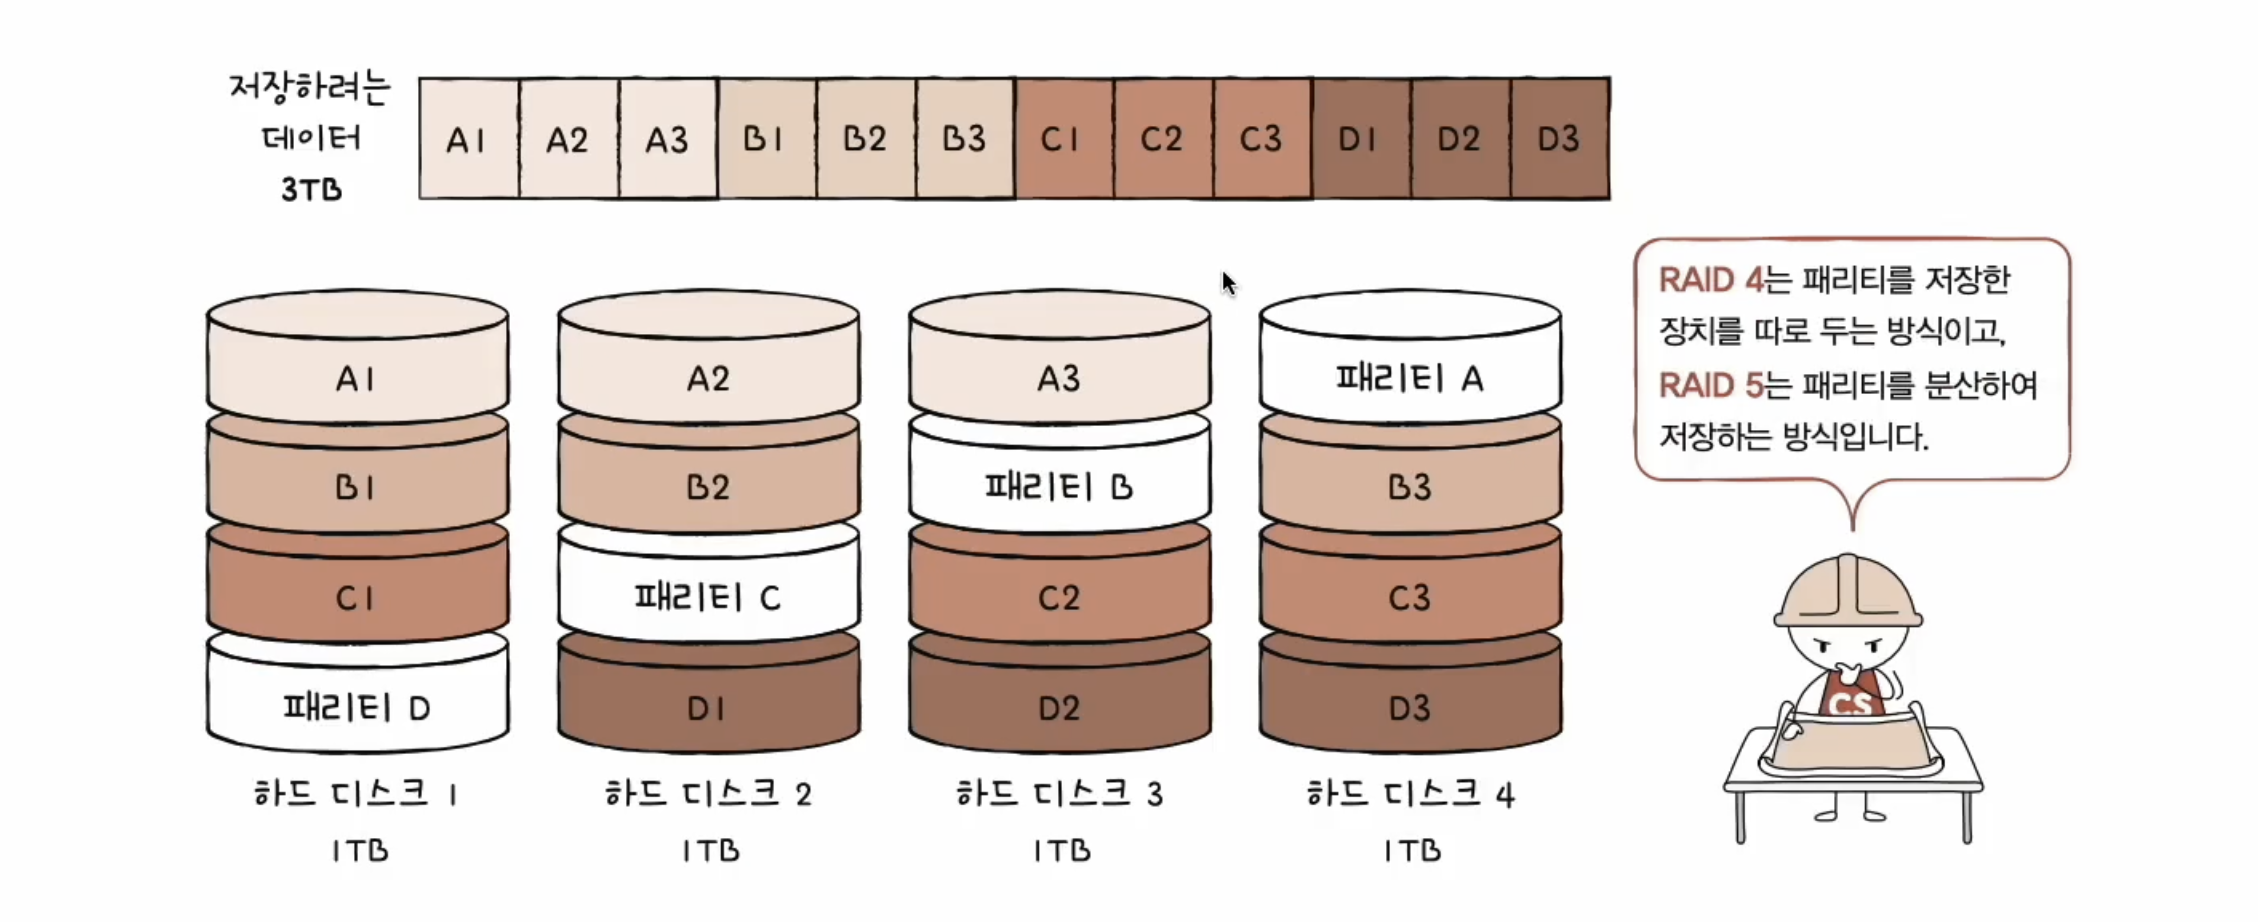 저장하려는
데이터
3TB
A1 A2 A3 B1 B2 B3 C1 C2 C3 D1 D2 D3
RAID 4는 패리티를 저장한
장치를 따로 두는 방식이고,
RAID 5는 패리티를 분산하여
저장하는 방식입니다.
A1 A2 A3 패리티 A
B1 B2 패리티 B B3
C1 패리티 C C2 C3
패리티 D D1 D2 D3
CS
하드 디스크 1 하드 디스크 2 하드 디스크 3 하드 디스크 4
1TB 1TB 1TB 1TB